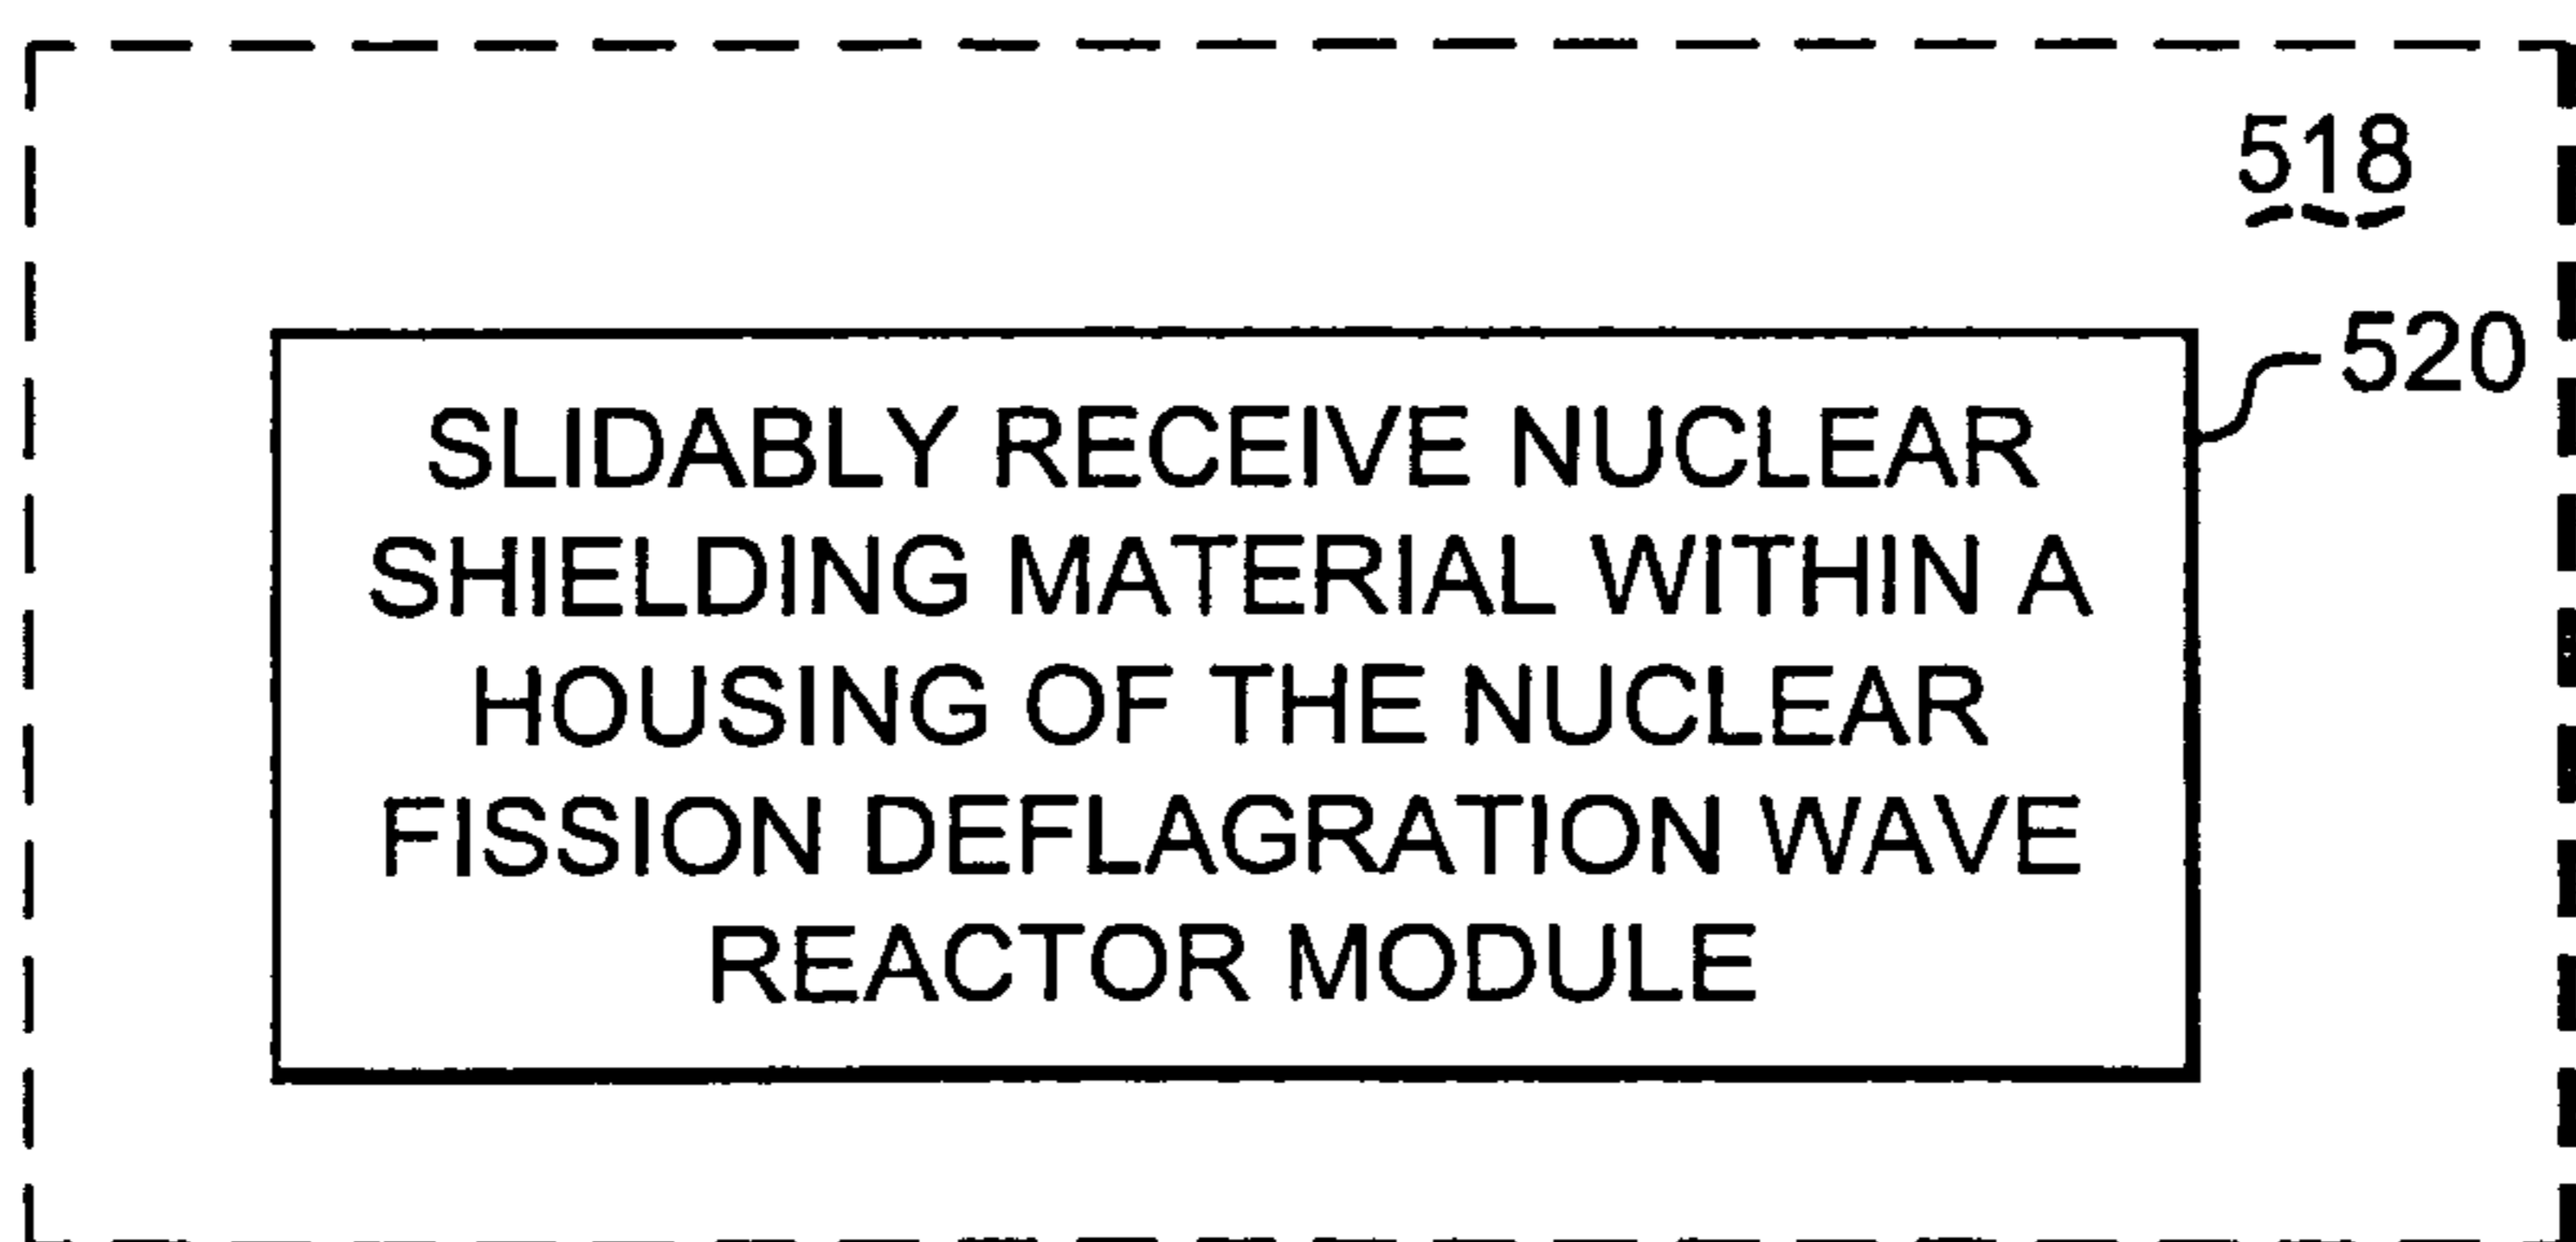 518
520
SLIDABLY RECEIVE NUCLEAR
SHIELDING MATERIAL WITHIN A
HOUSING OF THE NUCLEAR
FISSION DEFLAGRATION WAVE
REACTOR MODULE